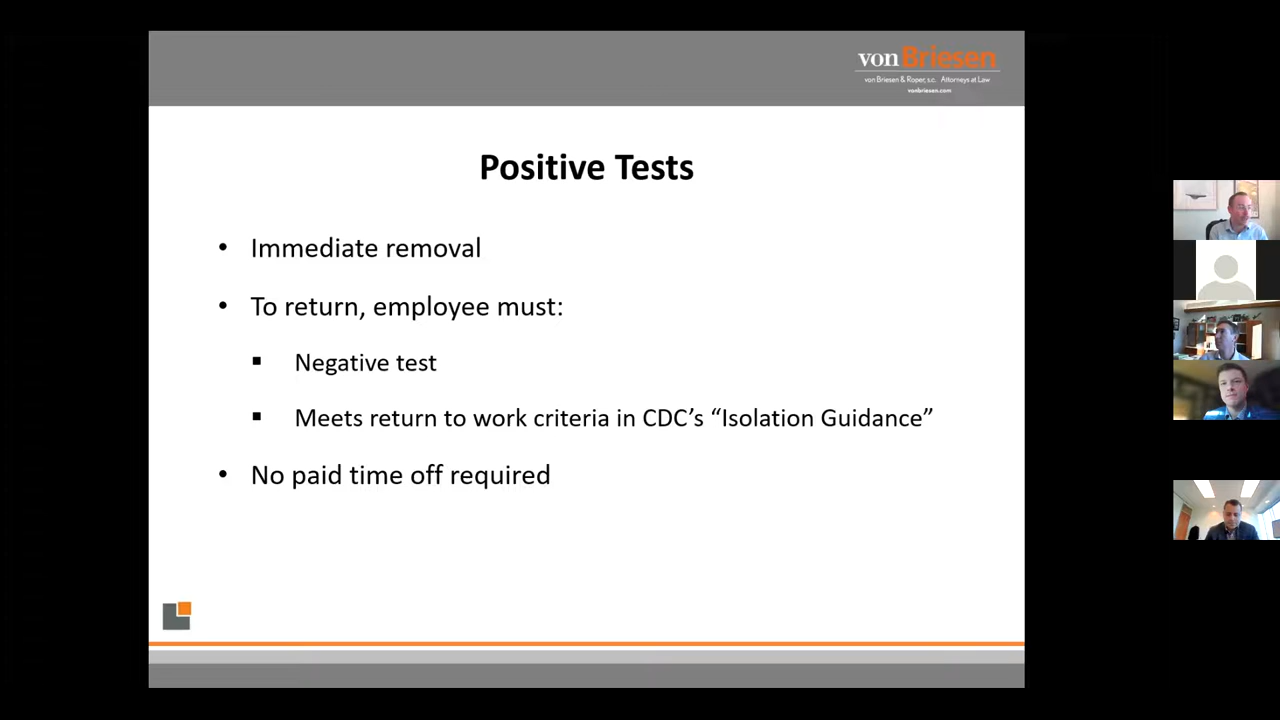 von Briesen
von Briesen & Roper, s.c. Attorneys at Law
vonbriesen.com
Positive Tests
• Immediate removal
• To return, employee must:
▪ Negative test
▪ Meets return to work criteria in CDC’s “Isolation Guidance”
• No paid time off required